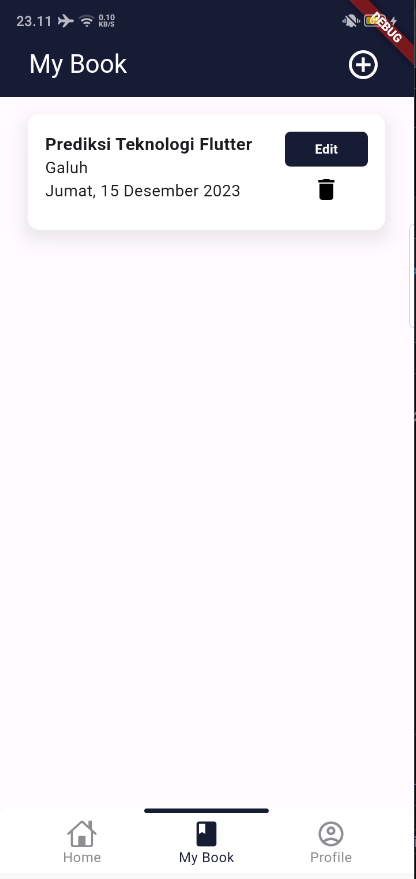 23.11 0.10
KB/S
DEBUG
My Book
Prediksi Teknologi Flutter
Edit
Galuh
Jumat, 15 Desember 2023
Home
My Book
Profile